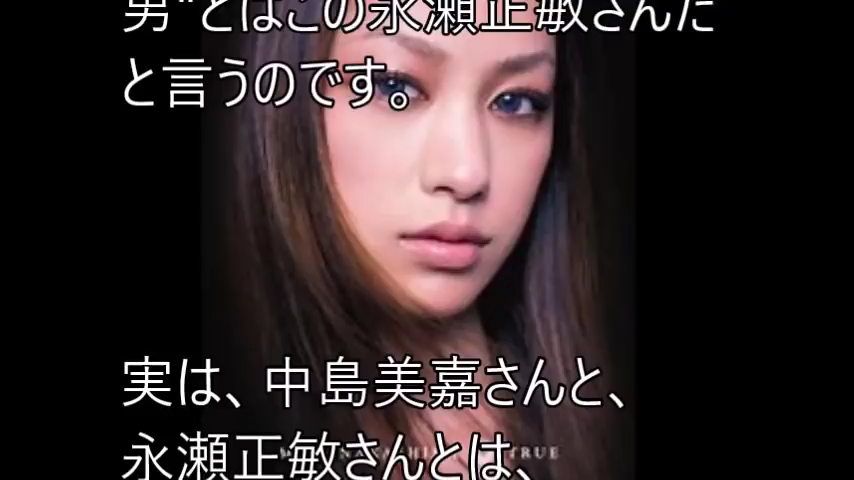 男"とはこの永瀬正敏さんだ
と言うのです。
実は、中島美嘉さんと、
永瀬正敏さんとは、
TRUE